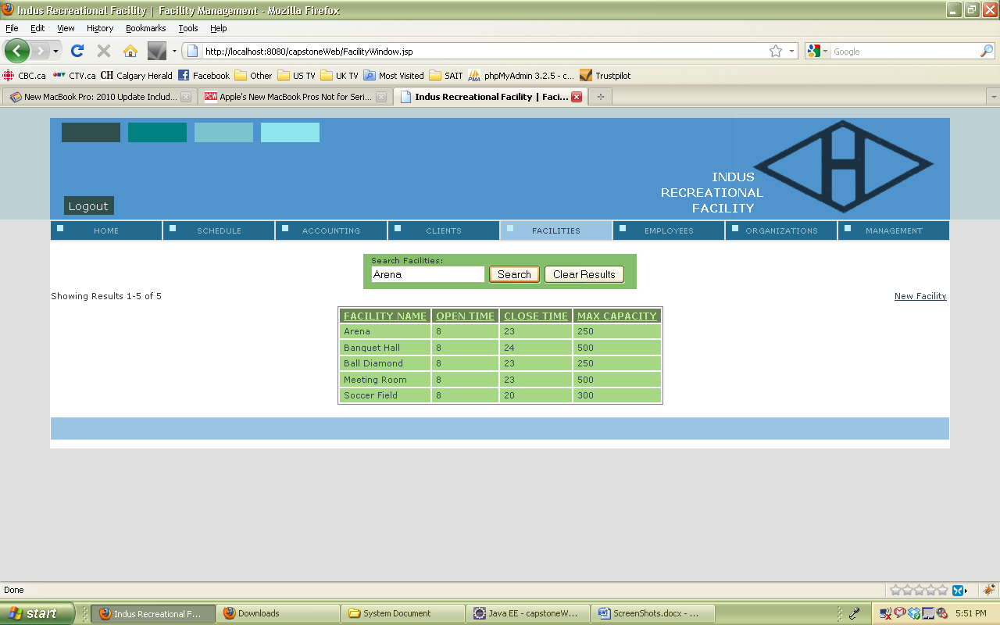 Indus Recreational Facility | Facility Management - Mozilla Firefox
File Edit View History Bookmarks Tools Help
http://localhost:8080/capstoneWeb/FacilityWindow.jsp Google
CBC.ca CTV.ca CH Calgary Herald Facebook Other US TV UK TV Most Visited SAIT PMA phpMyAdmin 3.2.5 - c... Trustpilot
New MacBook Pro: 2010 Update Includ... PCW Apple's New MacBook Pros Not for Seri... Indus Recreational Facility | Faci...
INDUS
RECREATIONAL
FACILITY
H
Logout
HOME SCHEDULE ACCOUNTING CLIENTS FACILITIES EMPLOYEES ORGANIZATIONS MANAGEMENT
Search Facilities:
Arena Search Clear Results
Showing Results 1-5 of 5 New Facility
FACILITY NAME OPEN TIME CLOSE TIME MAX CAPACITY
Arena 8 23 250
Banquet Hall 8 24 500
Ball Diamond 8 23 250
Meeting Room 8 23 500
Soccer Field 8 20 300
Done
start Indus Recreational F... Downloads System Document Java EE - capstoneW... ScreenShots.docx - ... 5:51 PM